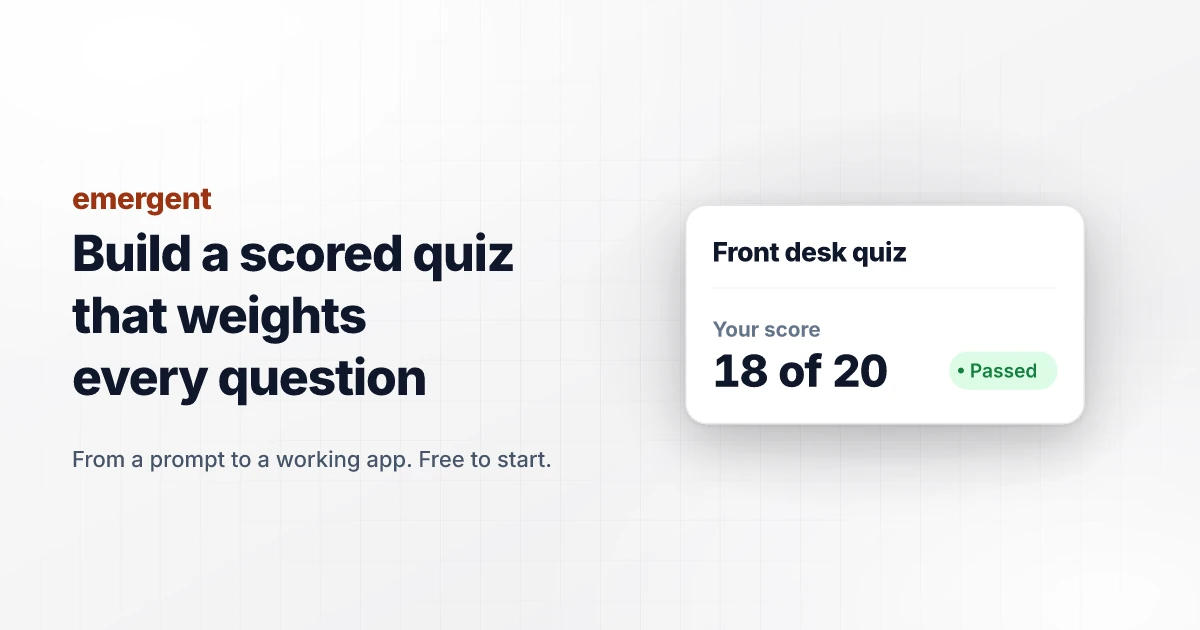 emergent
Build a scored quiz
that weights
every question
From a prompt to a working app. Free to start.
Front desk quiz
Your score
18 of 20
• Passed